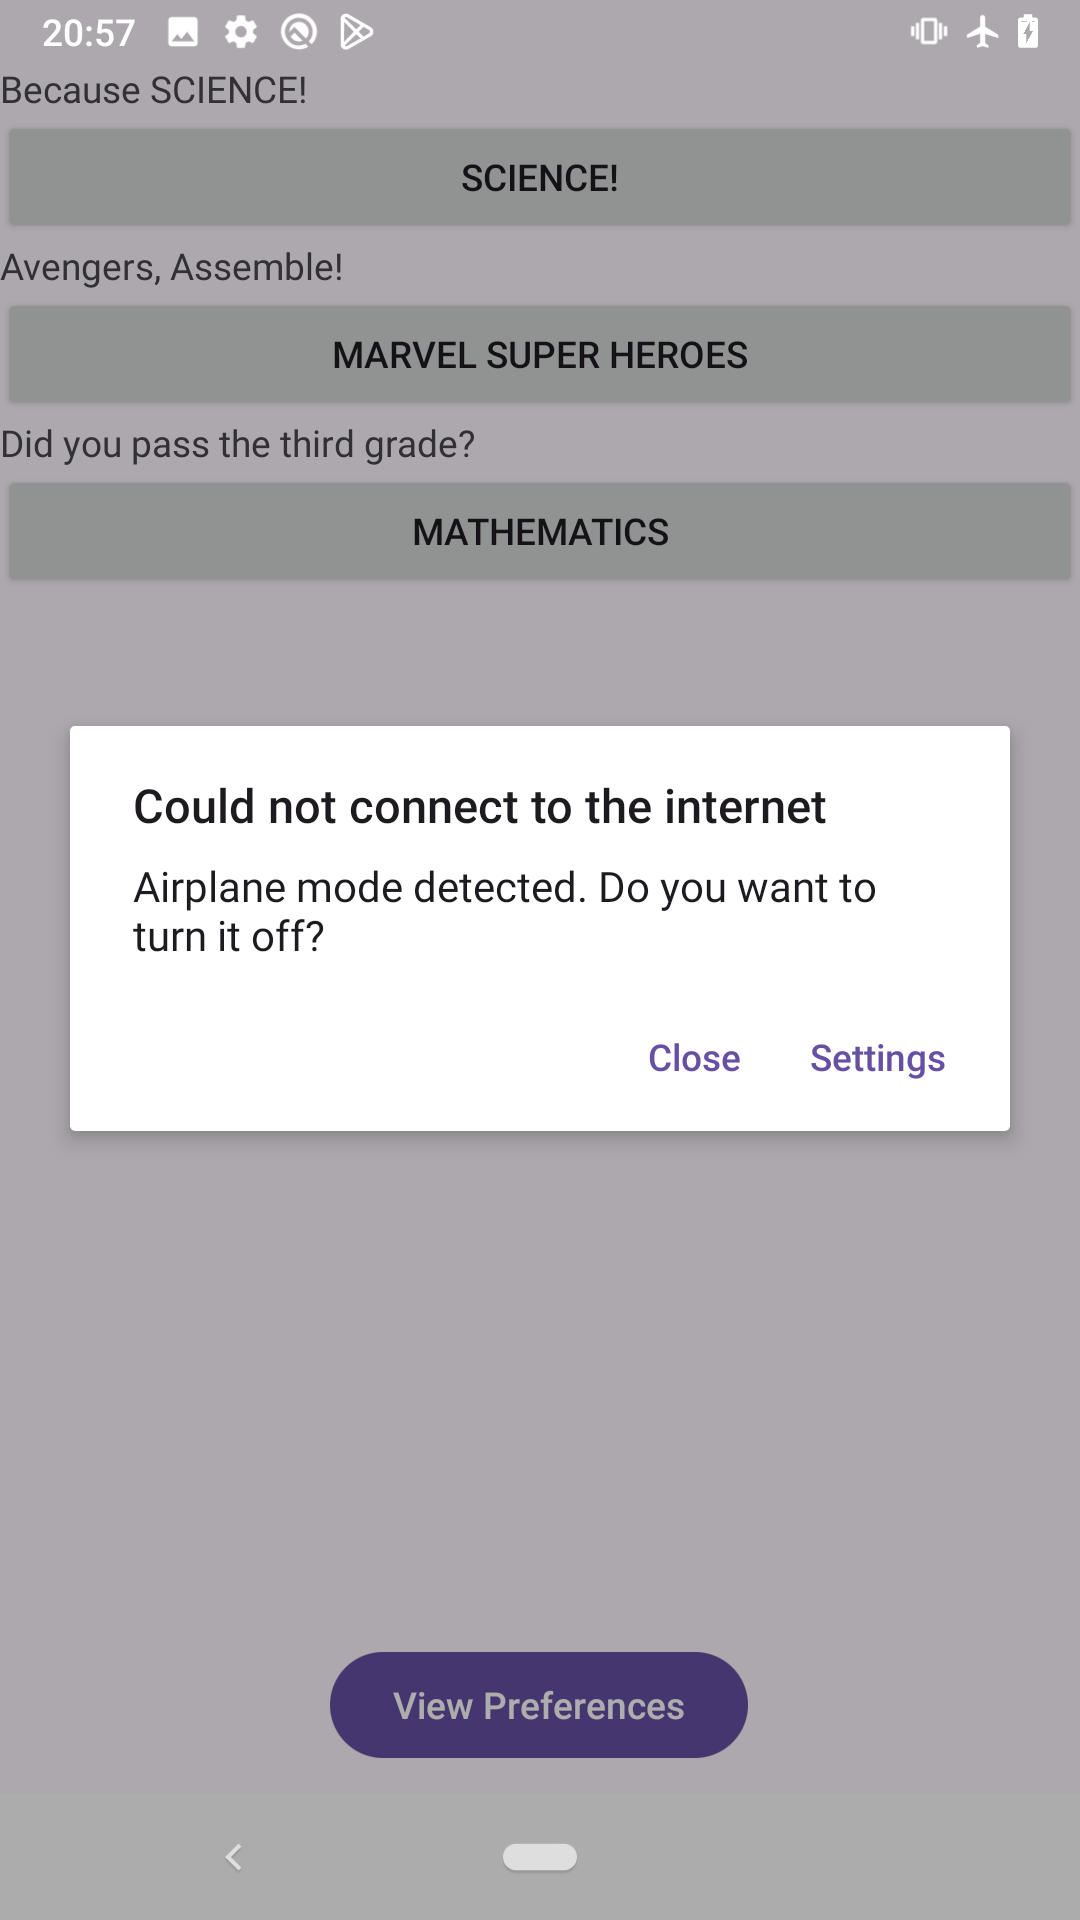 20:57
Because SCIENCE!
SCIENCE!
Avengers, Assemble!
MARVEL SUPER HEROES
Did you pass the third grade?
MATHEMATICS
Could not connect to the internet
Airplane mode detected. Do you want to
turn it off?
Close Settings
View Preferences